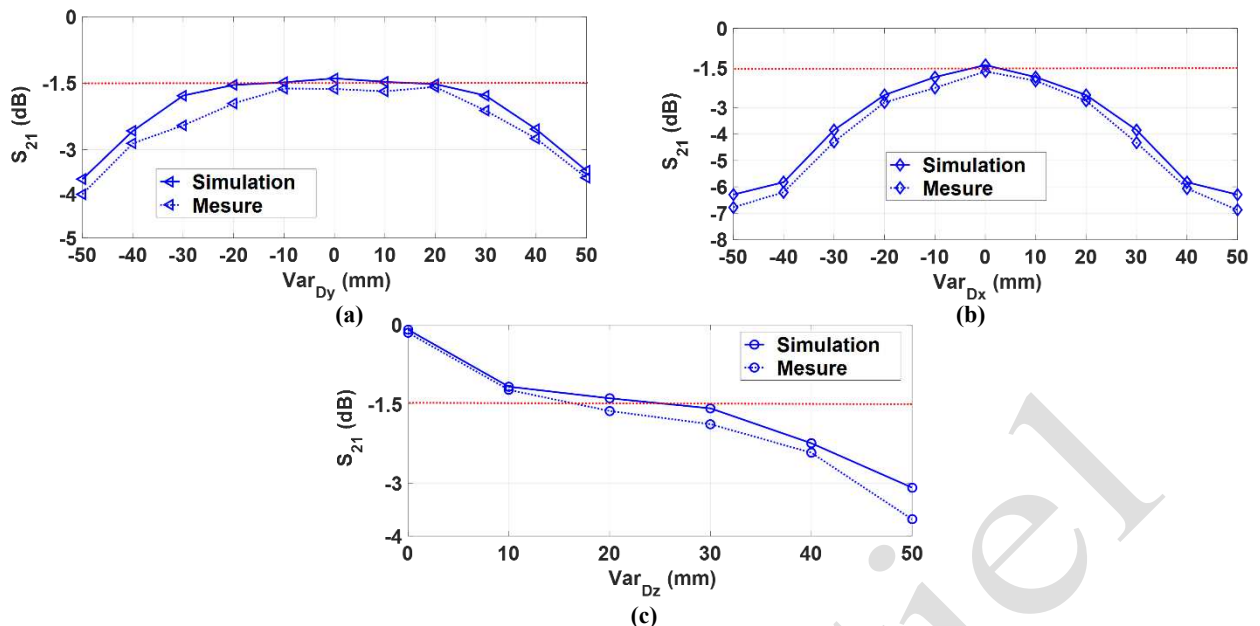 0
-1.5
-3
-4
-5
S21 (dB)
Simulation
Mesure
-50 -40 -30 -20 -10 0 10 20 30 40 50
VarDy (mm)
(a)
0
-1.5
-3
-4
-5
-6
-7
-8
S21 (dB)
Simulation
Mesure
-50 -40 -30 -20 -10 0 10 20 30 40 50
VarDx (mm)
(b)
0
-1.5
-3
-4
S21 (dB)
Simulation
Mesure
0 10 20 30 40 50
VarDz (mm)
(c)
iel